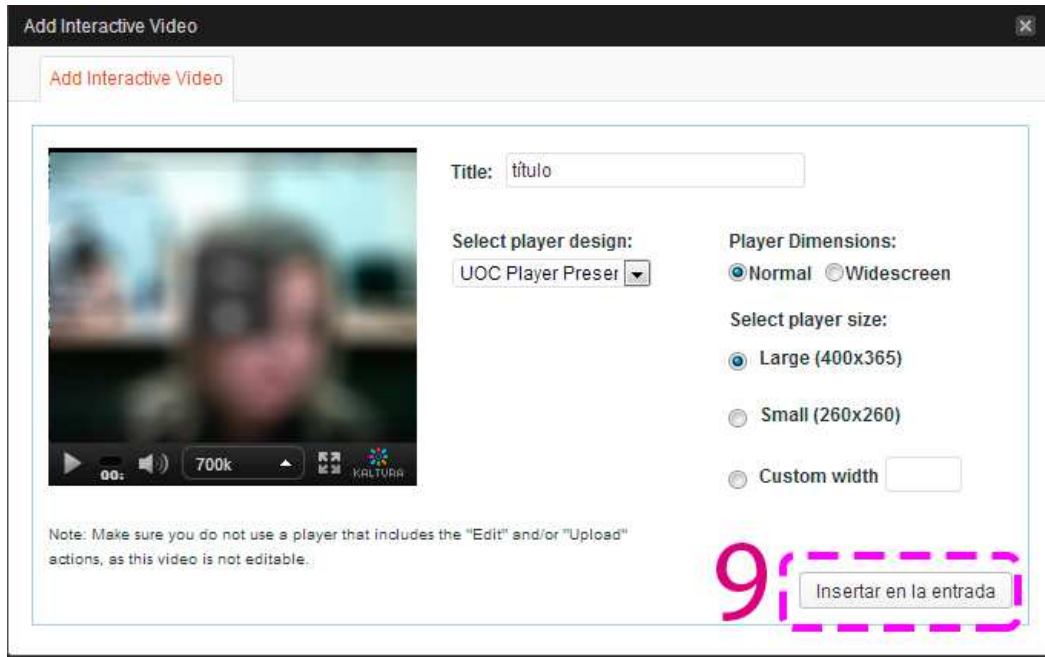 Add Interactive Video
Add Interactive Video
Title: título
Select player design:
UOC Player Preser
Player Dimensions:
Normal Widescreen
Select player size:
Large (400x365)
Small (260x260)
Custom width
00:
700k
KALTURA
Note: Make sure you do not use a player that includes the "Edit" and/or "Upload"
actions, as this video is not editable.
9
Insertar en la entrada